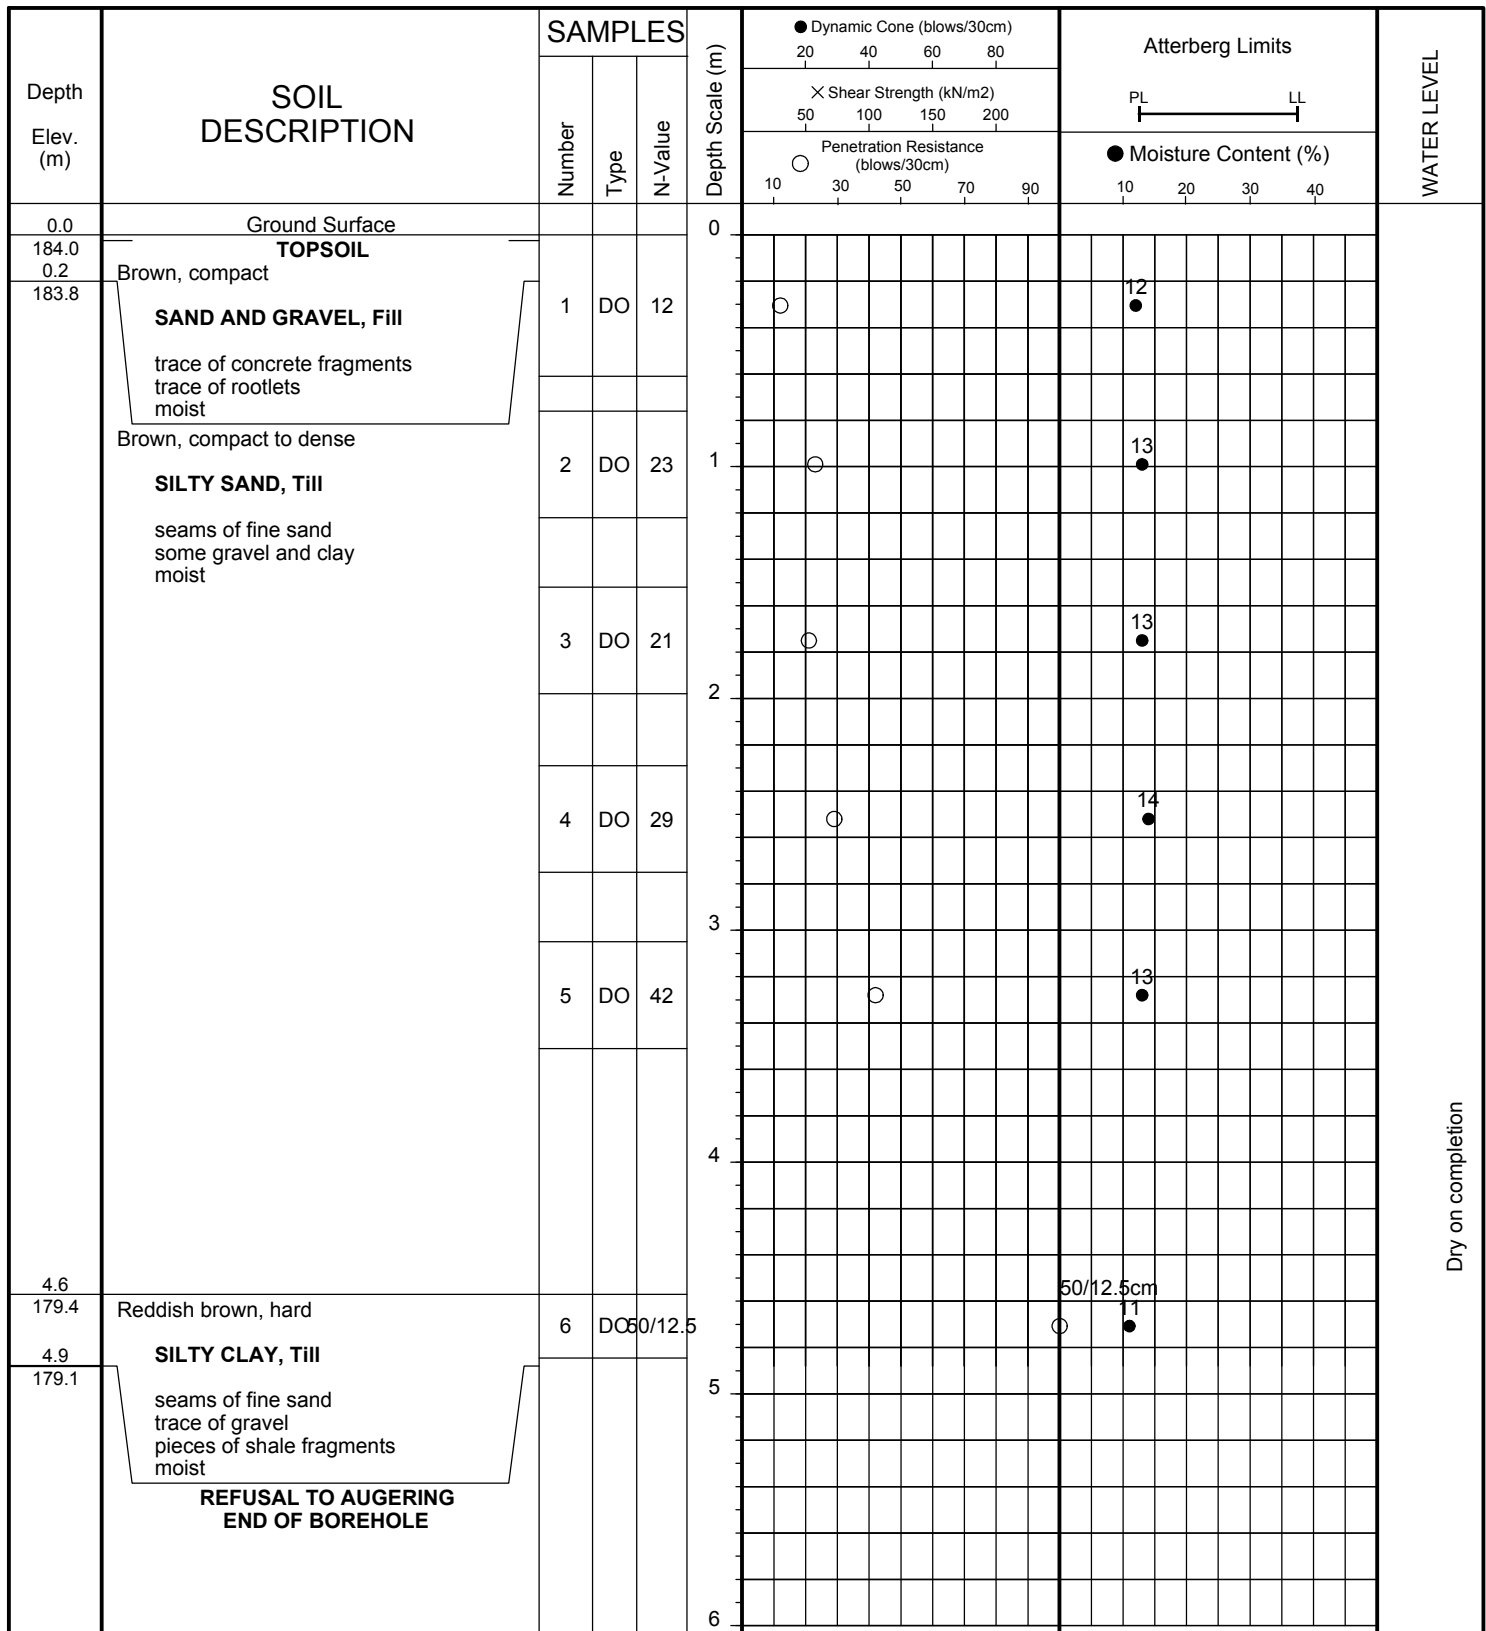 Depth
Elev.
(m)
SOIL
DESCRIPTION
SAMPLES
Number
Type
N-Value
Depth Scale (m)
Dynamic Cone (blows/30cm)
20 40 60 80
Shear Strength (kN/m2)
50 100 150 200
Penetration Resistance
(blows/30cm)
10 30 50 70 90
Atterberg Limits
PL LL
Moisture Content (%)
10 20 30 40
WATER LEVEL
0.0 Ground Surface 0
184.0 TOPSOIL
0.2 Brown, compact
183.8
1 DO 12 12
SAND AND GRAVEL, Fill
trace of concrete fragments
trace of rootlets
moist
Brown, compact to dense
2 DO 23 1 13
SILTY SAND, Till
seams of fine sand
some gravel and clay
moist
3 DO 21 13
2
4 DO 29 14
3
5 DO 42 13
4
Dry on completion
4.6
179.4 Reddish brown, hard
6 DO 50/12.5 50/12.5cm 11
4.9 SILTY CLAY, Till
179.1
5
seams of fine sand
trace of gravel
pieces of shale fragments
moist
REFUSAL TO AUGERING
END OF BOREHOLE
6